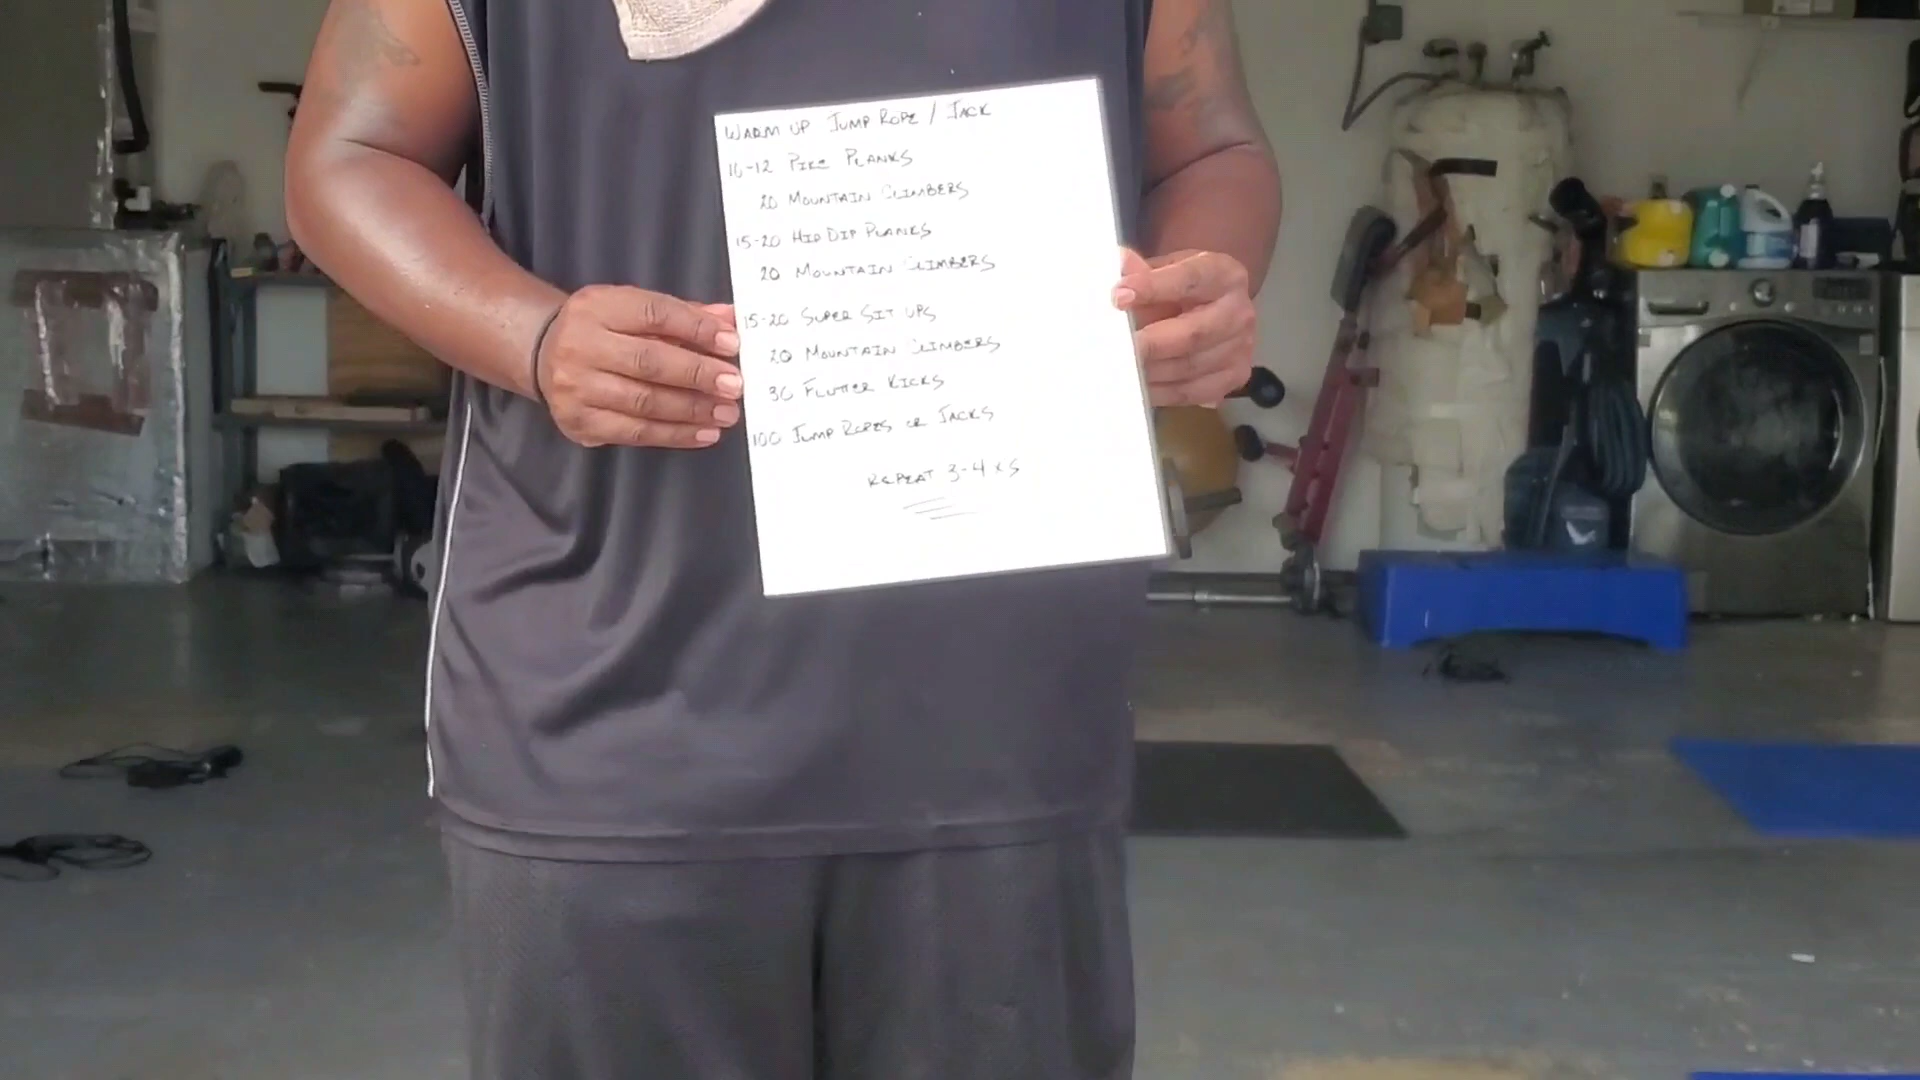 WARM UP JUMP ROPE / JACK
10-12 PIKE PLANKS
20 MOUNTAIN CLIMBERS
15-20 HIP DIP PLANKS
20 MOUNTAIN CLIMBERS
15-20 SUPER SIT UPS
20 MOUNTAIN CLIMBERS
30 FLUTTER KICKS
100 JUMP ROPES OR JACKS
REPEAT 3-4 XS